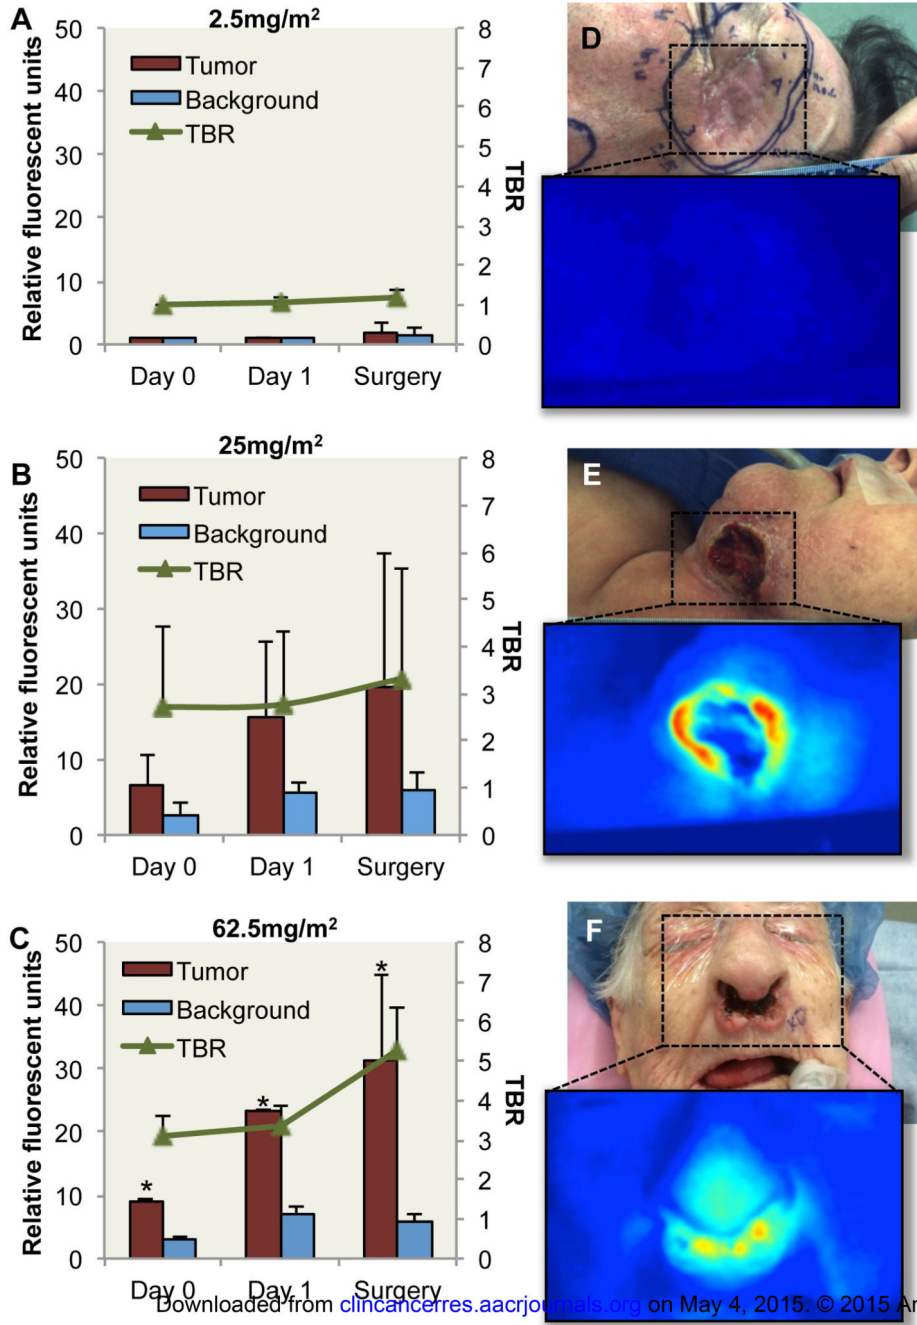 A
2.5mg/m²
50
40
30
20
10
0
Relative fluorescent units
Tumor
Background
TBR
8
7
6
5
4
3
2
1
0
TBR
Day 0
Day 1
Surgery
D
B
25mg/m²
50
40
30
20
10
0
Relative fluorescent units
Tumor
Background
TBR
8
7
6
5
4
3
2
1
0
TBR
Day 0
Day 1
Surgery
E
C
62.5mg/m²
50
40
30
20
10
0
Relative fluorescent units
Tumor
Background
TBR
8
7
6
5
4
3
2
1
0
TBR
*
*
*
Day 0
Day 1
Surgery
F
Downloaded from clincancerres.aacrjournals.org on May 4, 2015. © 2015